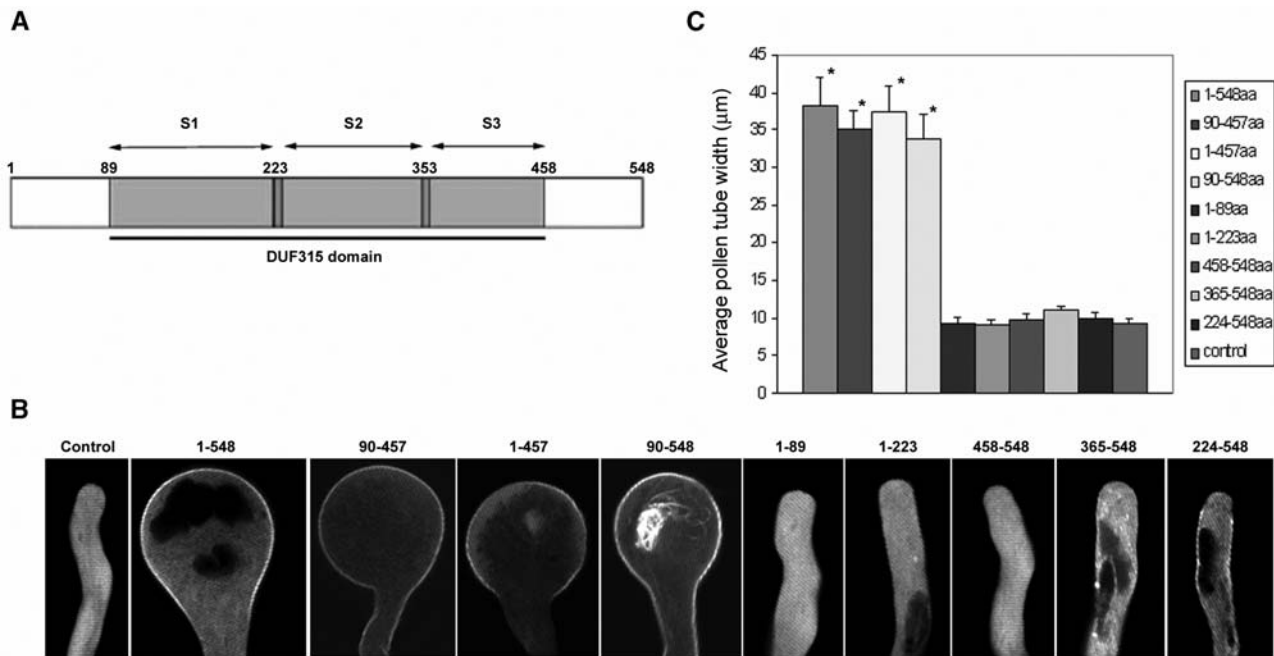 A
S1 S2 S3
1 89 223 353 458 548
DUF315 domain
C
Average pollen tube width (µm)
45
40
35
30
25
20
15
10
5
0
* * * *
1-548aa
90-457aa
1-457aa
90-548aa
1-89aa
1-223aa
458-548aa
365-548aa
224-548aa
control
B
Control 1-548 90-457 1-457 90-548 1-89 1-223 458-548 365-548 224-548